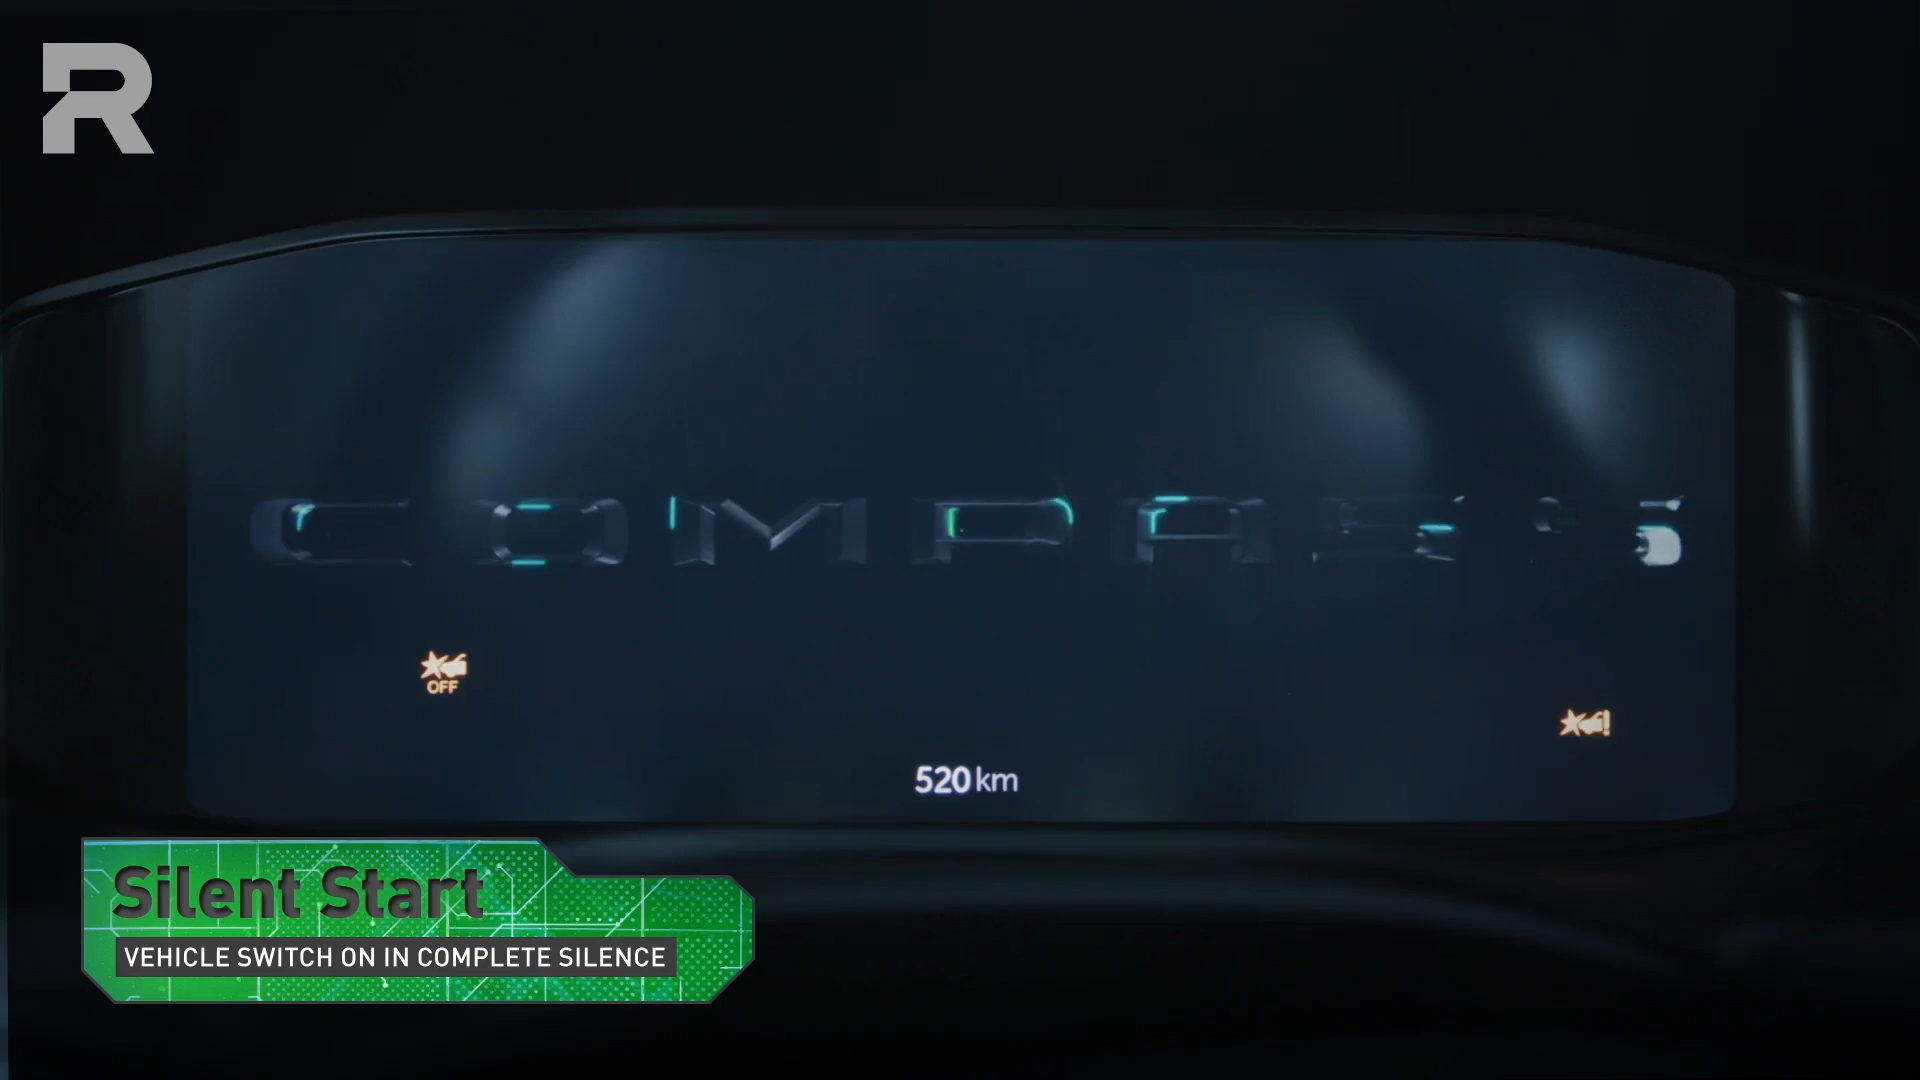 R
COMPASS
OFF
520 km
Silent Start
VEHICLE SWITCH ON IN COMPLETE SILENCE